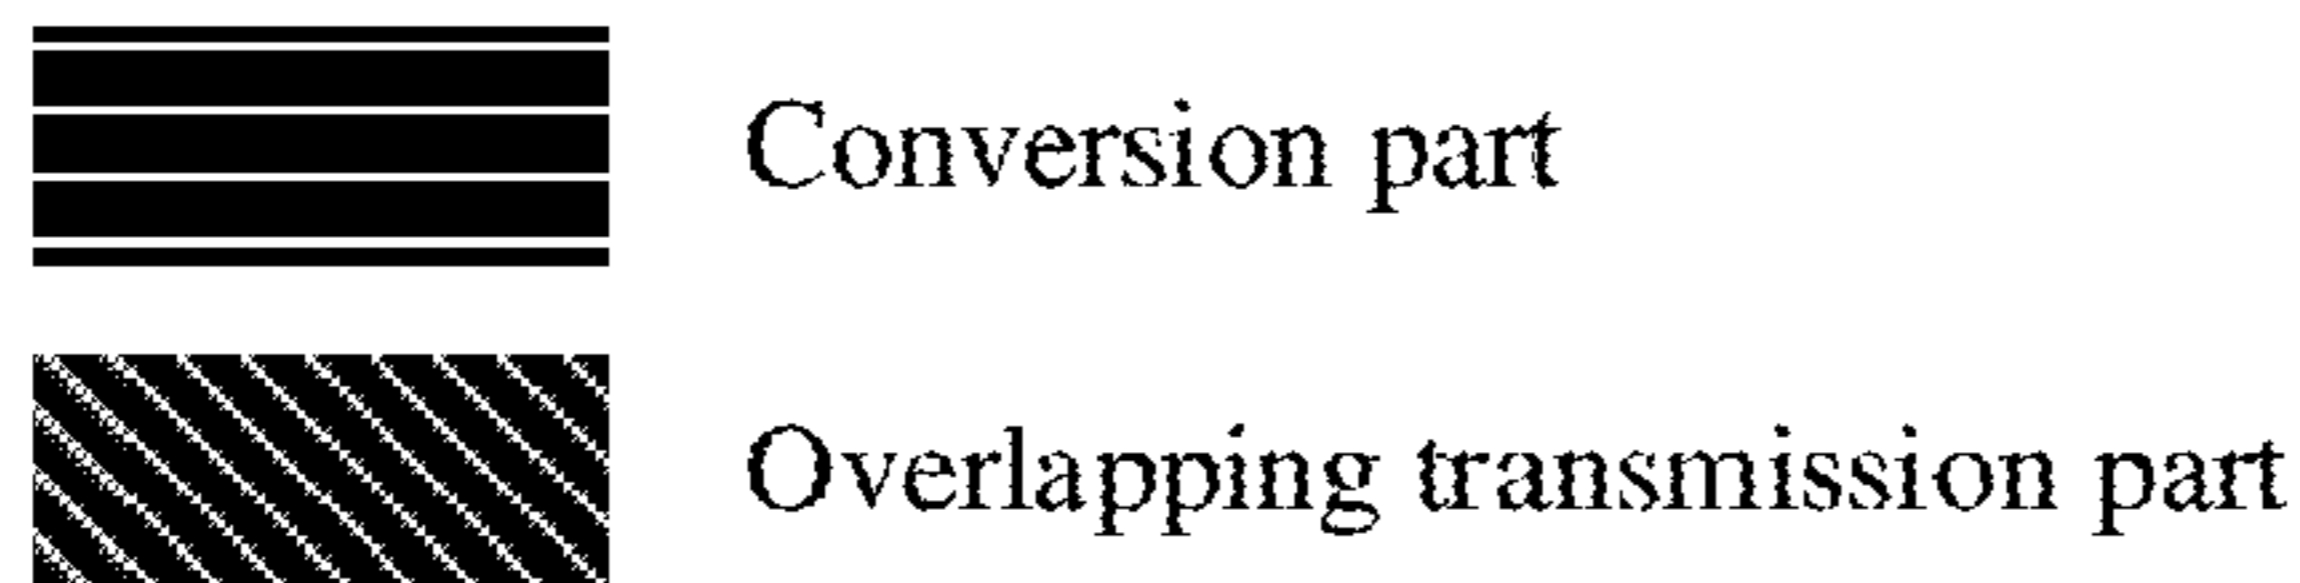 Conversion part
Overlapping transmission part